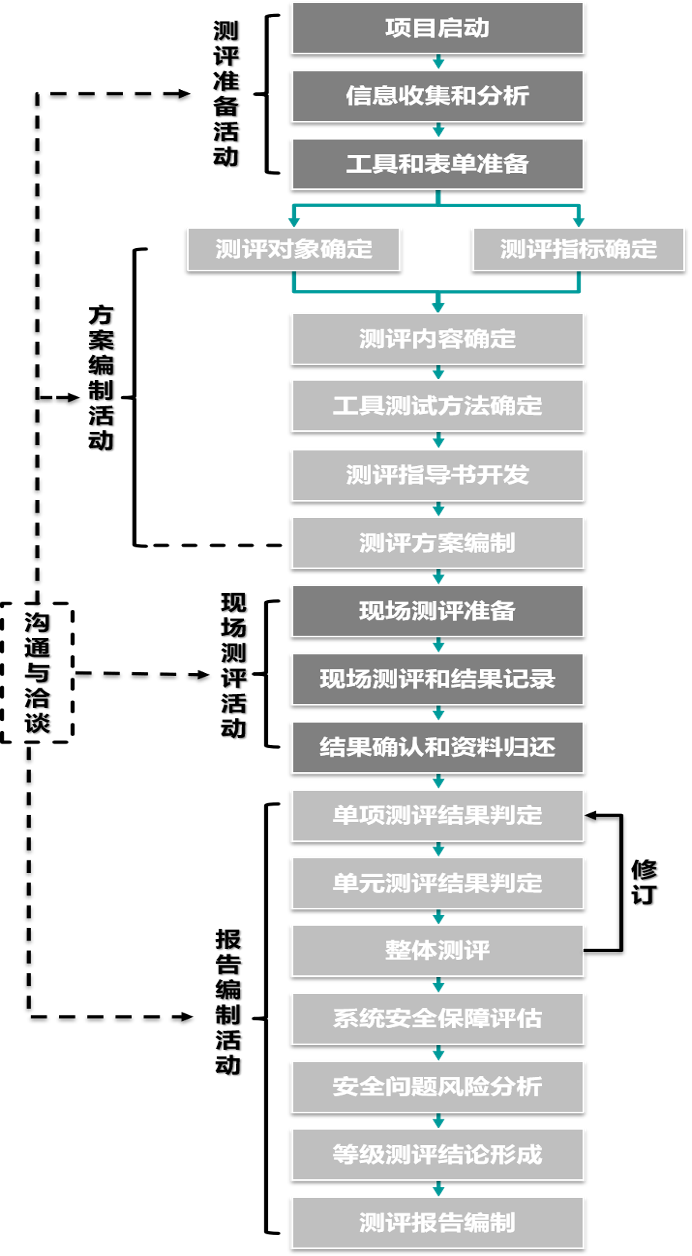 测评准备活动
项目启动
信息收集和分析
工具和表单准备
测评对象确定
测评指标确定
方案编制活动
测评内容确定
工具测试方法确定
测评指导书开发
测评方案编制
沟通与洽谈
现场测评活动
现场测评准备
现场测评和结果记录
结果确认和资料归还
报告编制活动
单项测评结果判定
单元测评结果判定
修订
整体测评
系统安全保障评估
安全问题风险分析
等级测评结论形成
测评报告编制